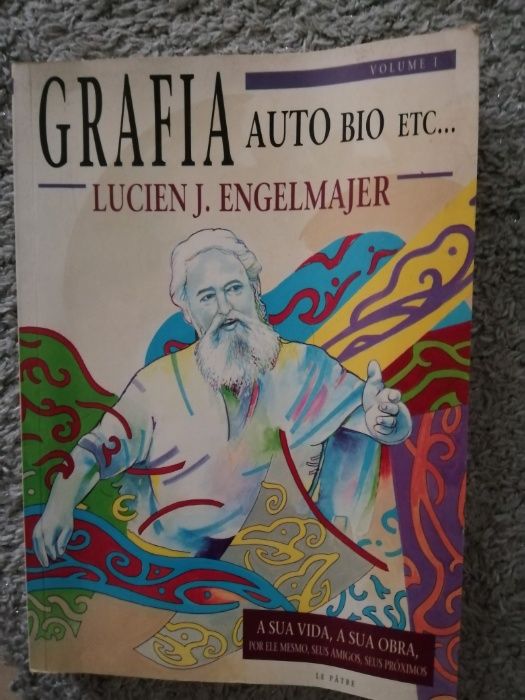 VOLUME I
GRAFIA AUTO BIO ETC...
LUCIEN J. ENGELMAJER
A SUA VIDA, A SUA OBRA,
POR ELE MESMO, SEUS AMIGOS, SEUS PRÓXIMOS
LE PÂTRE